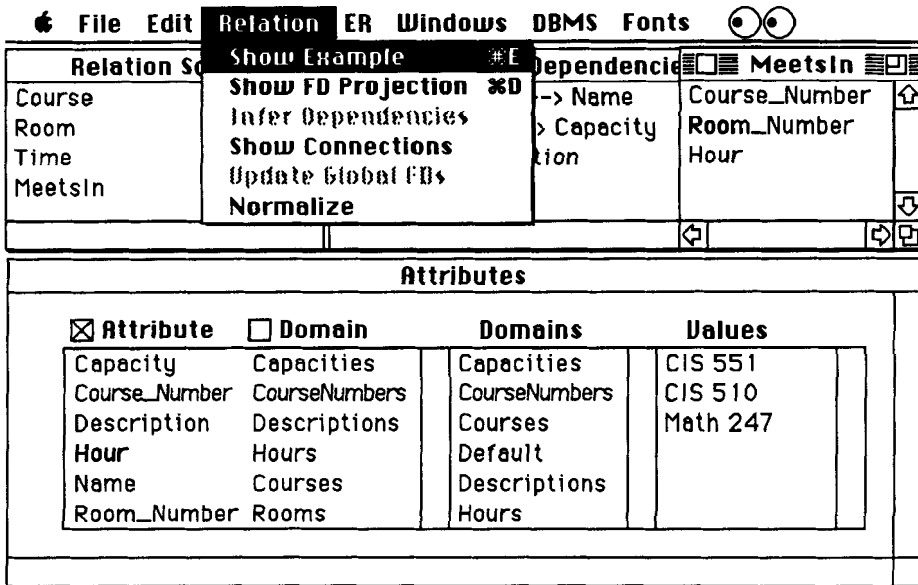 File Edit Relation ER Windows DBMS Fonts
Relation Sc
Course
Room
Time
MeetsIn
Show Example ⌘E
Show FD Projection ⌘D
Infer Dependencies
Show Connections
Update Global FDs
Normalize
Dependencie
--> Name
> Capacity
tion
MeetsIn
Course_Number
Room_Number
Hour
Attributes
Attribute Domain Domains Values
Capacity Capacities Capacities CIS 551
Course_Number CourseNumbers CourseNumbers CIS 510
Description Descriptions Courses Math 247
Hour Hours Default
Name Courses Descriptions
Room_Number Rooms Hours